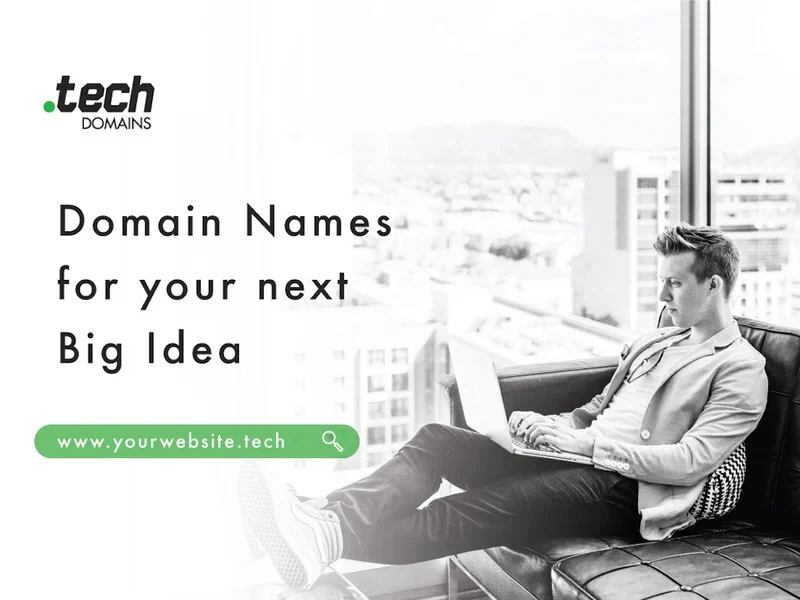 .tech
DOMAINS
Domain Names
for your next
Big Idea
www.yourwebsite.tech